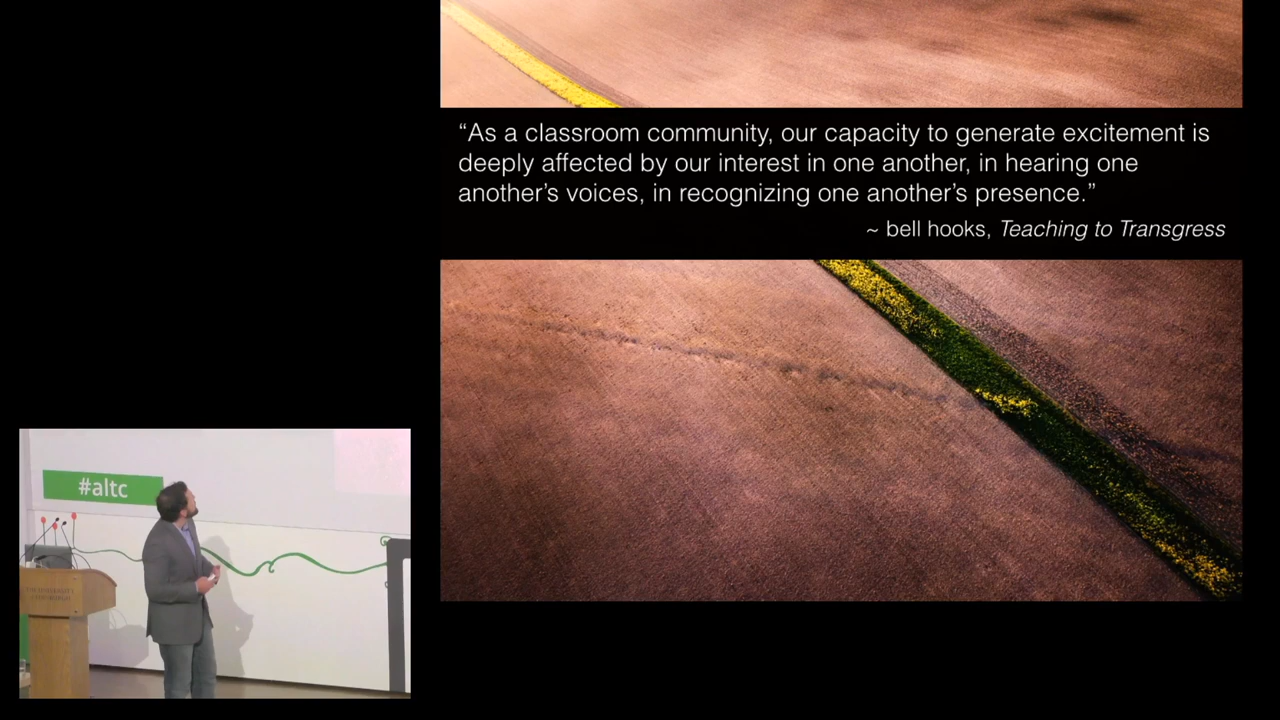 “As a classroom community, our capacity to generate excitement is
deeply affected by our interest in one another, in hearing one
another’s voices, in recognizing one another’s presence.”
~ bell hooks, Teaching to Transgress
#altc